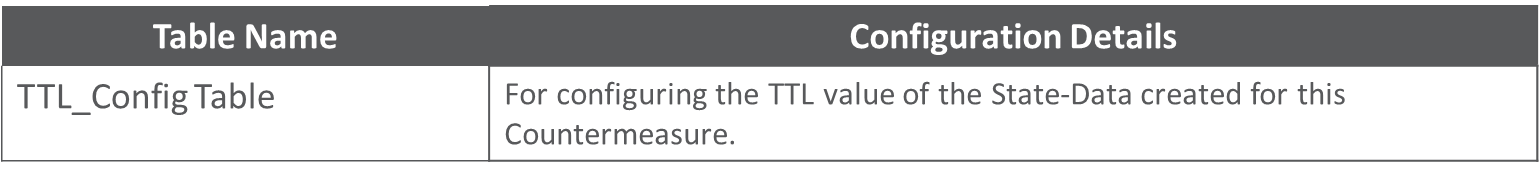 Table Name
Configuration Details
TTL_Config Table
For configuring the TTL value of the State-Data created for this
Countermeasure.